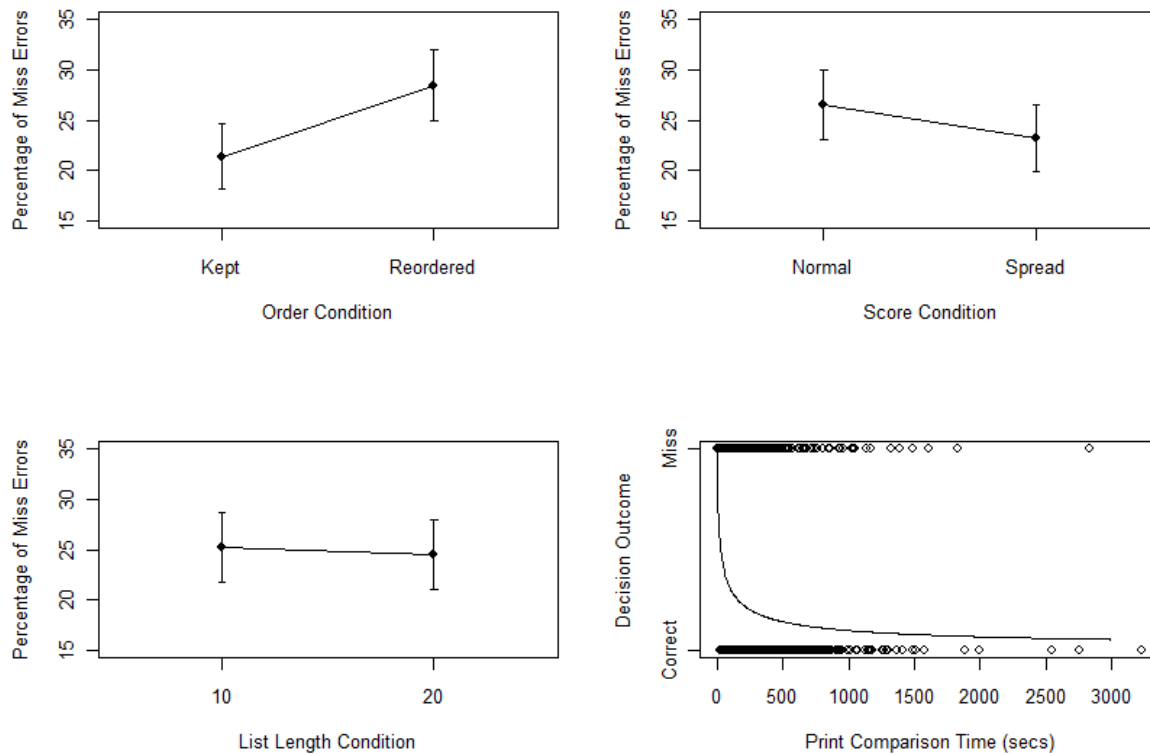 Percentage of Miss Errors
35
30
25
20
15
Kept Reordered
Order Condition
Percentage of Miss Errors
35
30
25
20
15
Normal Spread
Score Condition
Percentage of Miss Errors
35
30
25
20
15
10 20
List Length Condition
Decision Outcome
Miss
Correct
0 500 1000 1500 2000 2500 3000
Print Comparison Time (secs)